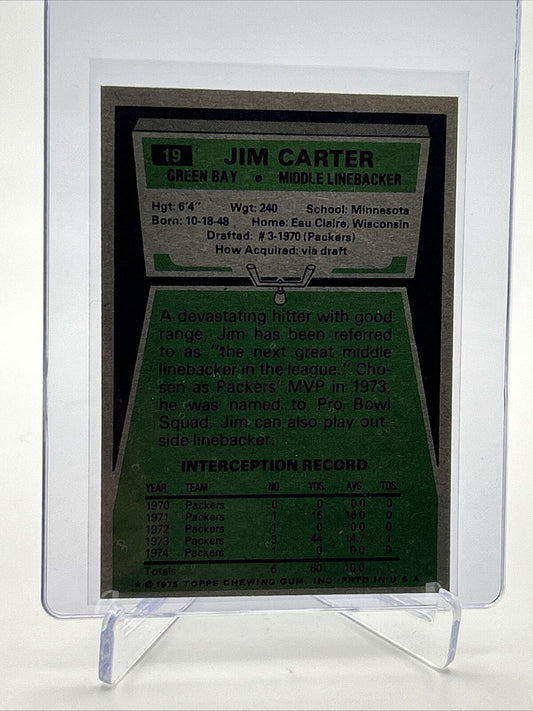 19 JIM CARTER
GREEN BAY • MIDDLE LINEBACKER
Hgt: 6'4" Wgt: 240 School: Minnesota
Born: 10-18-48 Home: Eau Claire, Wisconsin
Drafted: #3-1970 (Packers)
How Acquired: via draft
A devastating hitter with good
range, Jim has been referred
to as "the next great middle
linebacker in the league." Cho-
sen as Packers' MVP in 1973,
he was named to Pro Bowl
Squad. Jim can also play out-
side linebacker.
INTERCEPTION RECORD
YEAR TEAM NO. YDS. AVG. TDS.
1970 Packers 0 0 0.0 0
1971 Packers 1 16 16.0 0
1972 Packers 1 0 0.0 0
1973 Packers 3 44 14.7 1
1974 Packers 1 0 0.0 0
Totals 6 60 10.0 1
★ © 1975 TOPPS CHEWING GUM, INC. PRTD IN U.S.A.